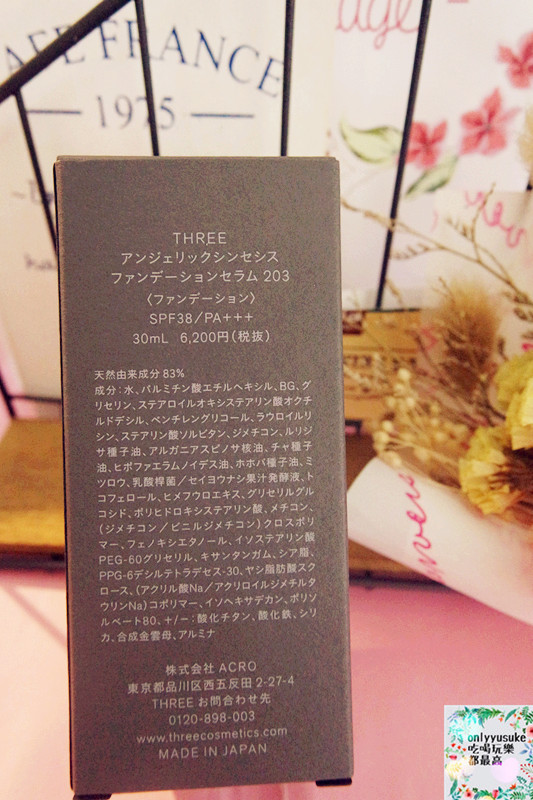 AFE FRANCE
1975
THREE
アンジェリックシンセシス
ファンデーションセラム 203
〈ファンデーション〉
SPF38/PA+++
30mL 6,200円(税抜)
天然由来成分 83%
成分:水、パルミチン酸エチルヘキシル、BG、グ
リセリン、ステアロイルオキシステアリン酸オクチ
ルドデシル、ペンチレングリコール、ラウロイルリ
シン、ステアリン酸ソルビタン、ジメチコン、ルリジ
サ種子油、アルガニアスピノサ核油、チャ種子
油、ヒポファエラムノイデス油、ホホバ種子油、ミ
ツロウ、乳酸桿菌/セイヨウナシ果汁発酵液、ト
コフェロール、ヒメフウロエキス、グリセリルグル
コシド、ポリヒドロキシステアリン酸、メチコン、
(ジメチコン/ビニルジメチコン)クロスポリ
マー、フェノキシエタノール、イソステアリン酸
PEG-60グリセリル、キサンタンガム、シア脂、
PPG-6デシルテトラデセス-30、ヤシ脂肪酸スク
ロース、(アクリル酸Na/アクリロイルジメチルタ
ウリンNa)コポリマー、イソヘキサデカン、ポリソ
ルベート80、+/-:酸化チタン、酸化鉄、シリ
カ、合成金雲母、アルミナ
株式会社 ACRO
東京都品川区西五反田 2-27-4
THREE お問合わせ先
0120-898-003
www.threecosmetics.com
MADE IN JAPAN
onlyyusuke
吃喝玩樂
都最高